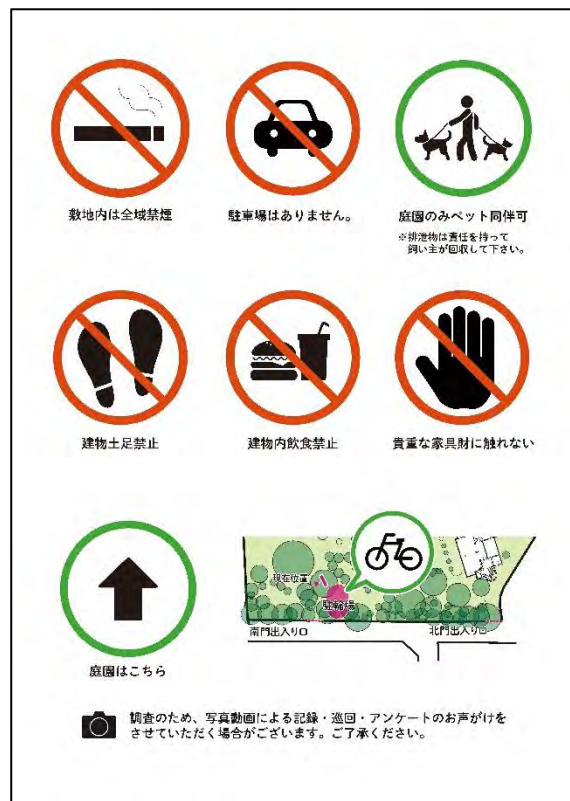 敷地内は全域禁煙
駐車場はありません。
庭園のみペット同伴可
※排泄物は責任を持って
飼い主が回収して下さい。
建物土足禁止
建物内飲食禁止
貴重な家具財に触れない
現在位置
駐輪場
南門出入り口
北門出入り口
庭園はこちら
調査のため、写真動画による記録・巡回・アンケートのお声がけを
させていただく場合がございます。ご了承ください。